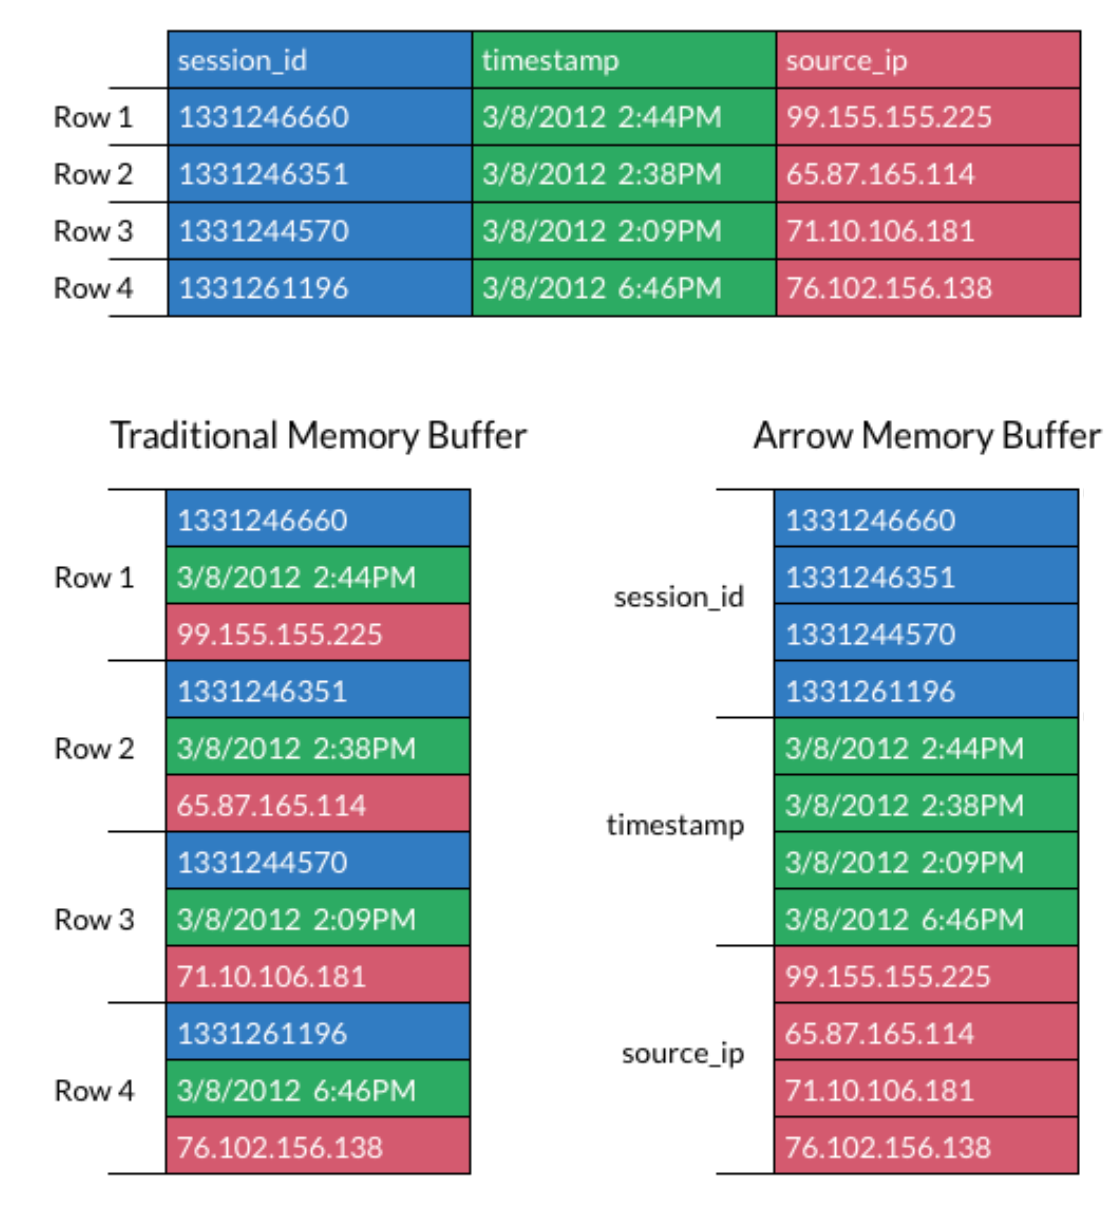 session_id timestamp source_ip
Row 1 1331246660 3/8/2012 2:44PM 99.155.155.225
Row 2 1331246351 3/8/2012 2:38PM 65.87.165.114
Row 3 1331244570 3/8/2012 2:09PM 71.10.106.181
Row 4 1331261196 3/8/2012 6:46PM 76.102.156.138
Traditional Memory Buffer
Row 1
1331246660
3/8/2012 2:44PM
99.155.155.225
Row 2
1331246351
3/8/2012 2:38PM
65.87.165.114
Row 3
1331244570
3/8/2012 2:09PM
71.10.106.181
Row 4
1331261196
3/8/2012 6:46PM
76.102.156.138
Arrow Memory Buffer
session_id
1331246660
1331246351
1331244570
1331261196
timestamp
3/8/2012 2:44PM
3/8/2012 2:38PM
3/8/2012 2:09PM
3/8/2012 6:46PM
source_ip
99.155.155.225
65.87.165.114
71.10.106.181
76.102.156.138